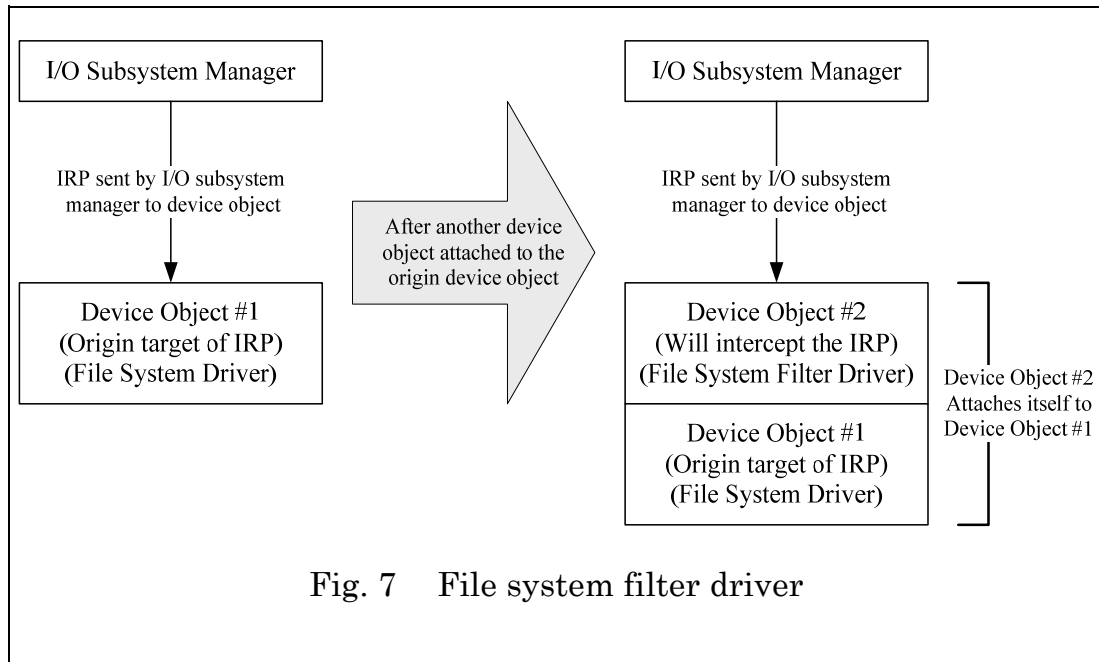 I/O Subsystem Manager
IRP sent by I/O subsystem
manager to device object
Device Object #1
(Origin target of IRP)
(File System Driver)
After another device
object attached to the
origin device object
I/O Subsystem Manager
IRP sent by I/O subsystem
manager to device object
Device Object #2
(Will intercept the IRP)
(File System Filter Driver)
Device Object #1
(Origin target of IRP)
(File System Driver)
Device Object #2
Attaches itself to
Device Object #1
Fig. 7 File system filter driver